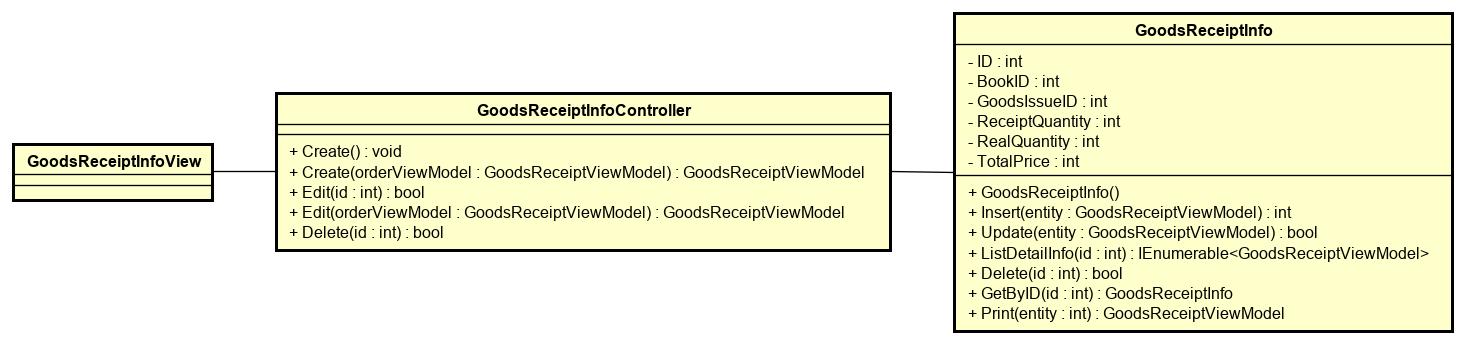 GoodsReceiptInfoView
GoodsReceiptInfoController
+ Create() : void
+ Create(orderViewModel : GoodsReceiptViewModel) : GoodsReceiptViewModel
+ Edit(id : int) : bool
+ Edit(orderViewModel : GoodsReceiptViewModel) : GoodsReceiptViewModel
+ Delete(id : int) : bool
GoodsReceiptInfo
- ID : int
- BookID : int
- GoodsIssueID : int
- ReceiptQuantity : int
- RealQuantity : int
- TotalPrice : int
+ GoodsReceiptInfo()
+ Insert(entity : GoodsReceiptViewModel) : int
+ Update(entity : GoodsReceiptViewModel) : bool
+ ListDetailInfo(id : int) : IEnumerable<GoodsReceiptViewModel>
+ Delete(id : int) : bool
+ GetByID(id : int) : GoodsReceiptInfo
+ Print(entity : int) : GoodsReceiptViewModel